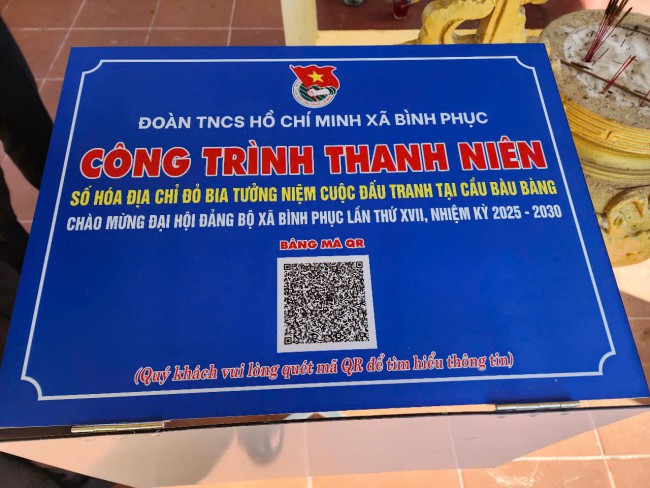 ĐOÀN TNCS HỒ CHÍ MINH XÃ BÌNH PHỤC
CÔNG TRÌNH THANH NIÊN
SỐ HÓA ĐỊA CHỈ ĐỎ BIA TƯỞNG NIỆM CUỘC ĐẤU TRANH TẠI CẦU BÀU BÀNG
CHÀO MỪNG ĐẠI HỘI ĐẢNG BỘ XÃ BÌNH PHỤC LẦN THỨ XVII, NHIỆM KỲ 2025 - 2030
BẢNG MÃ QR
(Quý khách vui lòng quét mã QR để tìm hiểu thông tin)